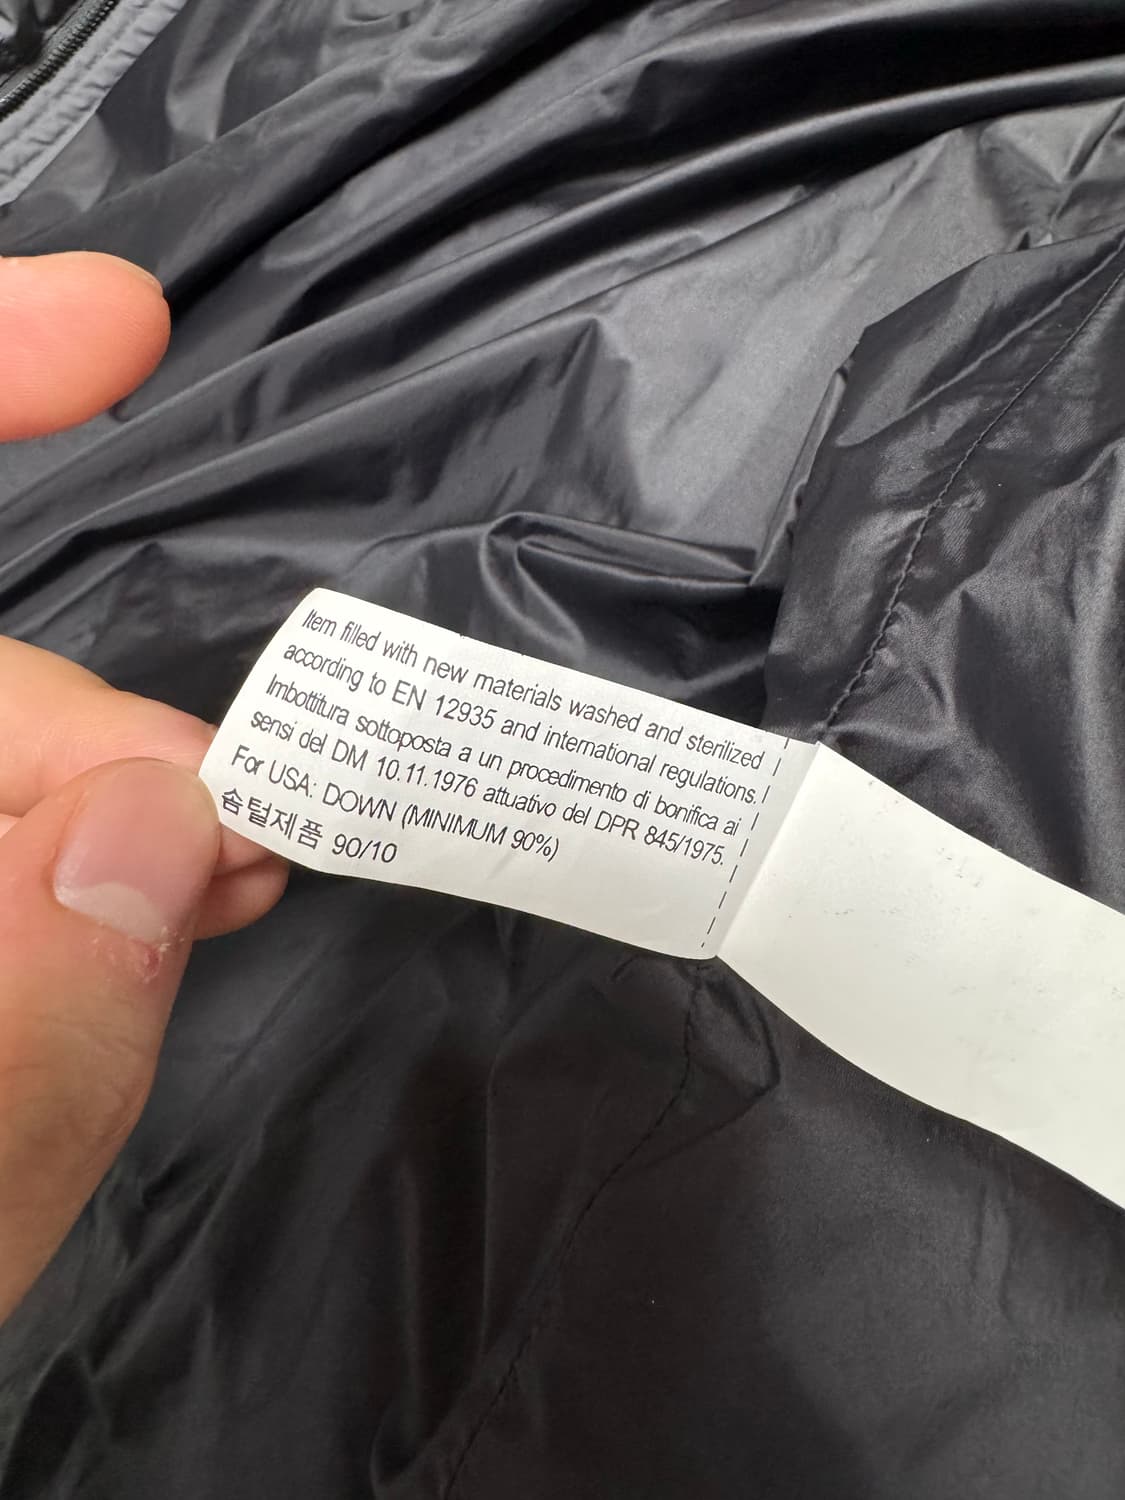 Item filled with new materials washed and sterilized
according to EN 12935 and international regulations.
Imbottitura sottoposta a un procedimento di bonifica ai
sensi del DM 10.11.1976 attuativo del DPR 845/1975.
For USA: DOWN (MINIMUM 90%)
솜털제품 90/10